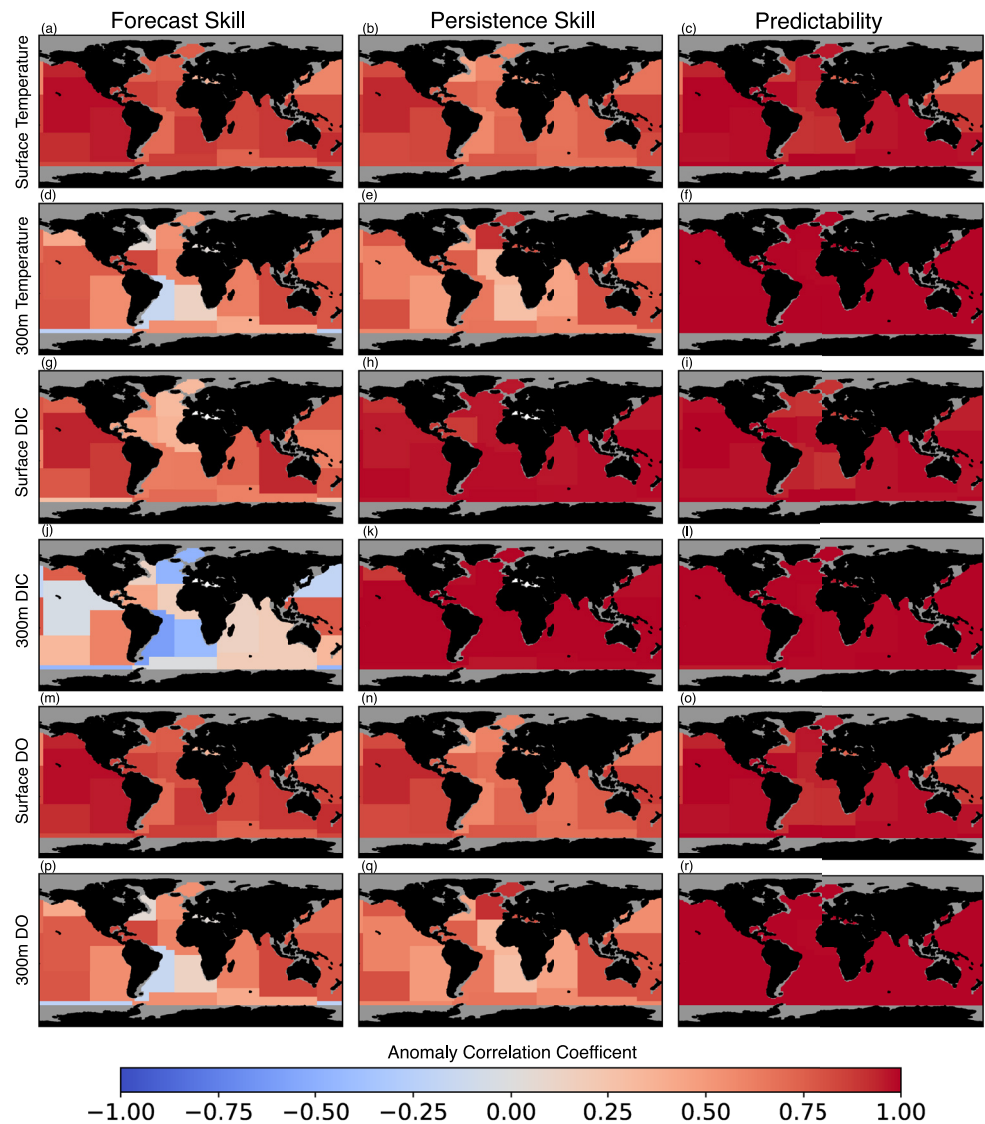 Forecast Skill Persistence Skill Predictability
(a) (b) (c)
Surface Temperature
(d) (e) (f)
300m Temperature
(g) (h) (i)
Surface DIC
(j) (k) (l)
300m DIC
(m) (n) (o)
Surface DO
(p) (q) (r)
300m DO
Anomaly Correlation Coefficent
−1.00 −0.75 −0.50 −0.25 0.00 0.25 0.50 0.75 1.00